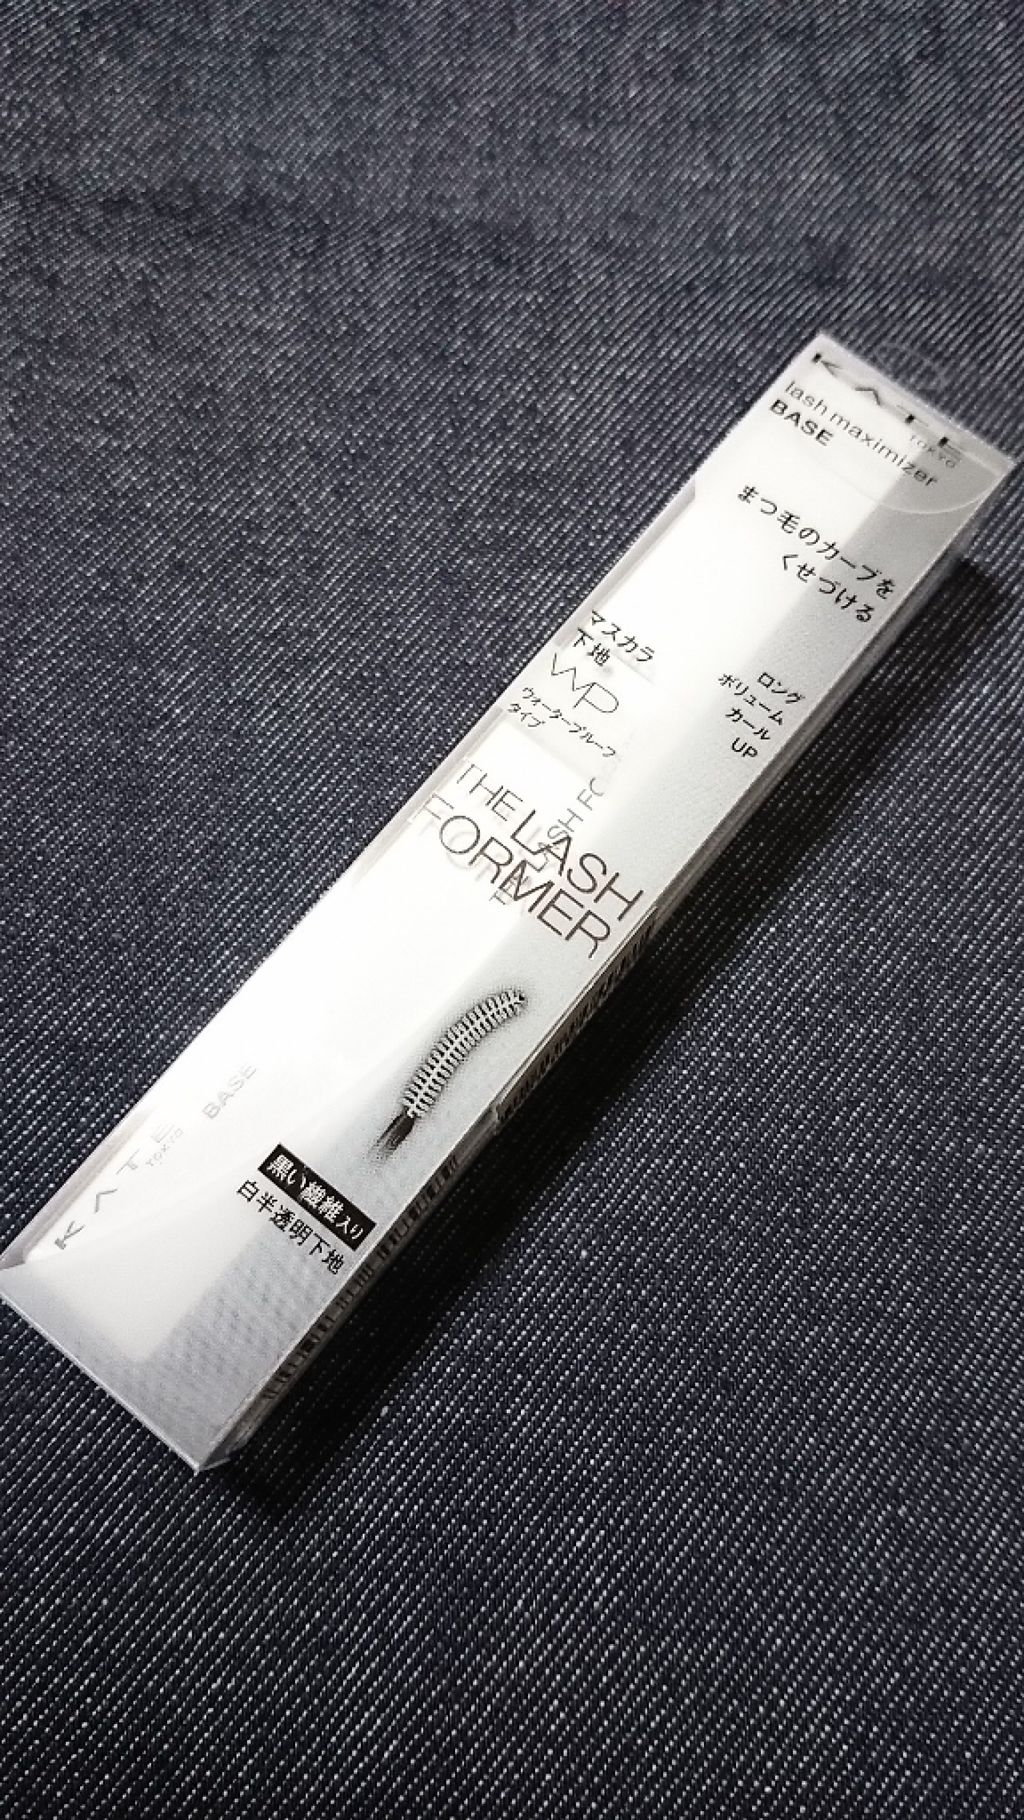 KATE
TOKYO
lash maximizer
BASE
まつ毛のカーブを
くせづける
マスカラ
下地
WP
ウォータープルーフ
タイプ
ロング
ボリューム
カール
UP
THE LASH
FORMER
KATE
TOKYO
BASE
黒い繊維入り
白半透明下地